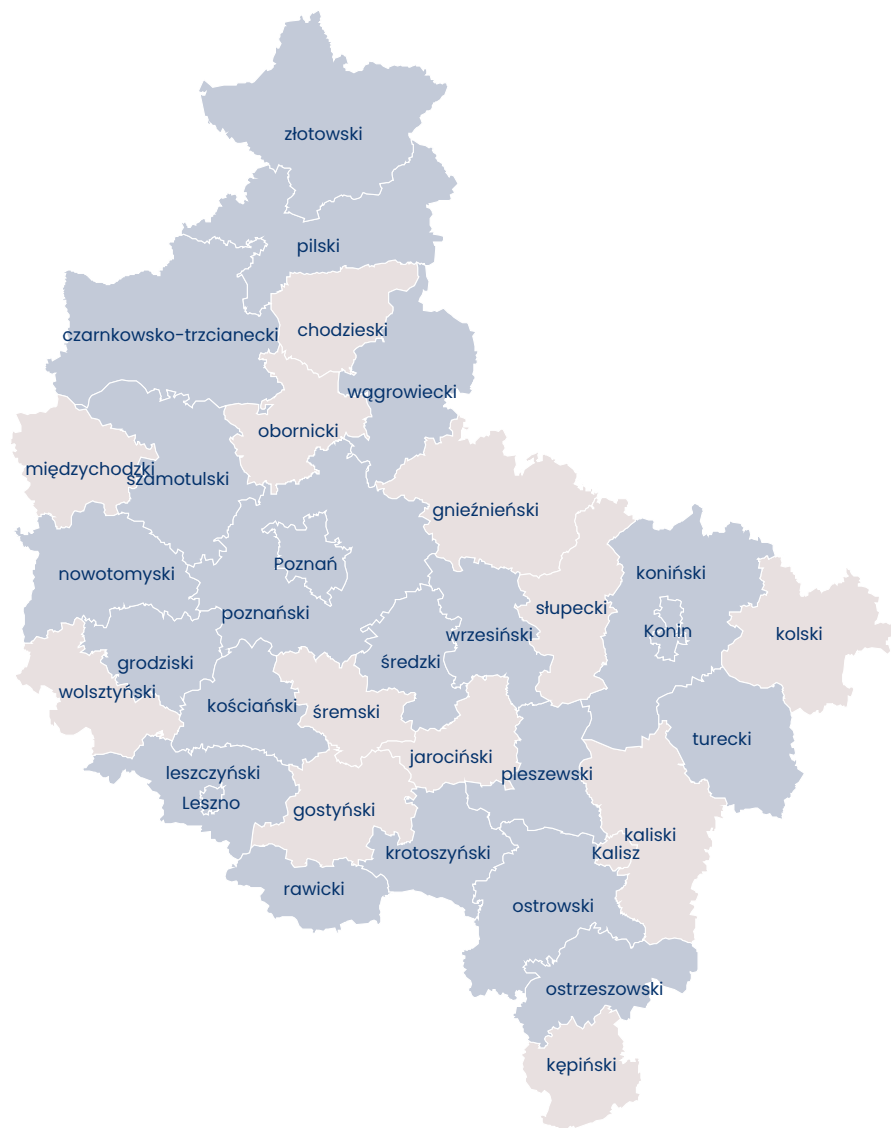 złotowski
pilski
chodzieski
czarnkowsko-trzcianecki
wągrowiecki
obornicki
międzychodzki
szamotulski
gnieźnieński
Poznań
nowotomyski
koniński
słupecki
poznański
Konin
kolski
wrzesiński
grodziski
średzki
wolsztyński
kościański
śremski
turecki
jarociński
leszczyński
pleszewski
Leszno
gostyński
kaliski
krotoszyński
Kalisz
rawicki
ostrowski
ostrzeszowski
kępiński